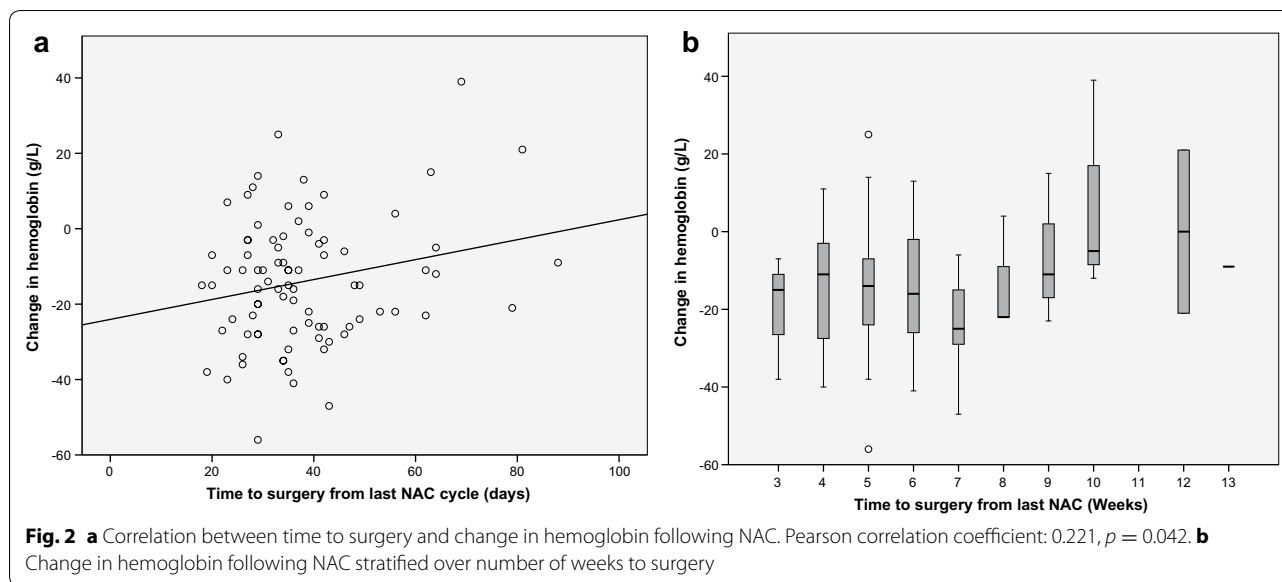 a
40
20
0
-20
-40
-60
Change in hemoglobin (g/L)
0 20 40 60 80 100
Time to surgery from last NAC cycle (days)
b
40
20
0
-20
-40
-60
Change in hemoglobin (g/L)
3 4 5 6 7 8 9 10 11 12 13
Time to surgery from last NAC (Weeks)
Fig. 2 a Correlation between time to surgery and change in hemoglobin following NAC. Pearson correlation coefficient: 0.221, p = 0.042. b
Change in hemoglobin following NAC stratified over number of weeks to surgery